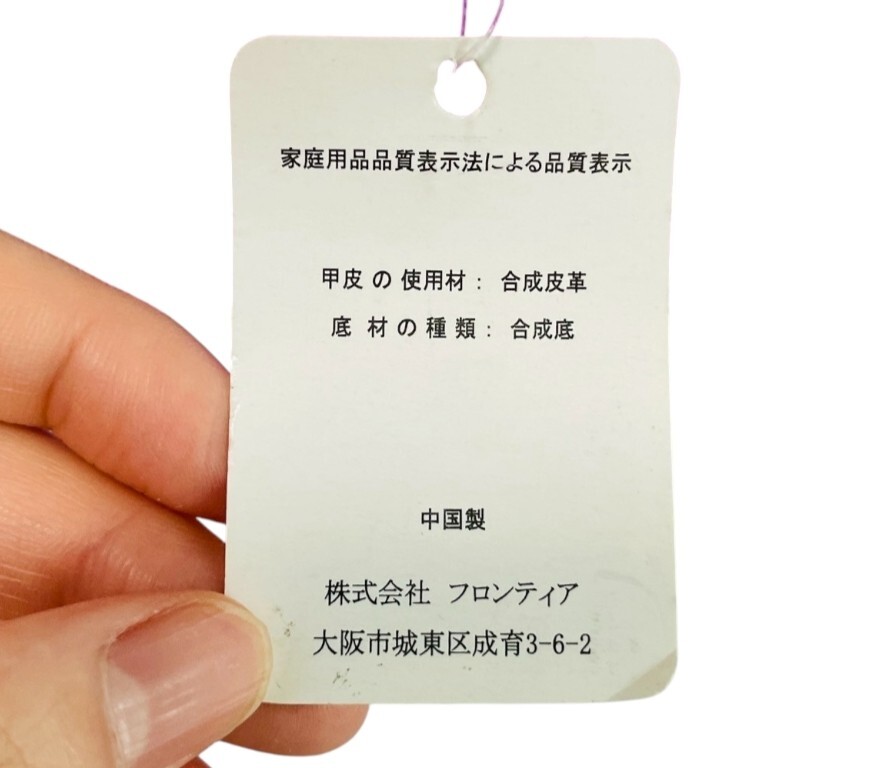 家庭用品品質表示法による品質表示
甲皮の使用材： 合成皮革
底材の種類： 合成底
中国製
株式会社 フロンティア
大阪市城東区成育3-6-2